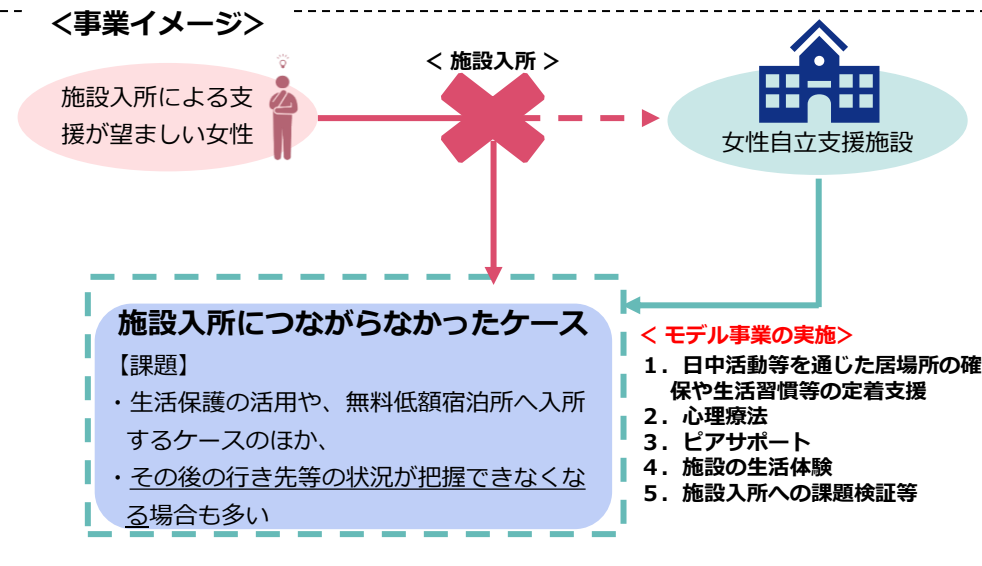 ＜事業イメージ＞
＜ 施設入所 ＞
施設入所による支
援が望ましい女性
女性自立支援施設
施設入所につながらなかったケース
【課題】
・生活保護の活用や、無料低額宿泊所へ入所
するケースのほか、
・その後の行き先等の状況が把握できなくな
る場合も多い
＜ モデル事業の実施＞
１．日中活動等を通じた居場所の確
保や生活習慣等の定着支援
２．心理療法
３．ピアサポート
４．施設の生活体験
５．施設入所への課題検証等